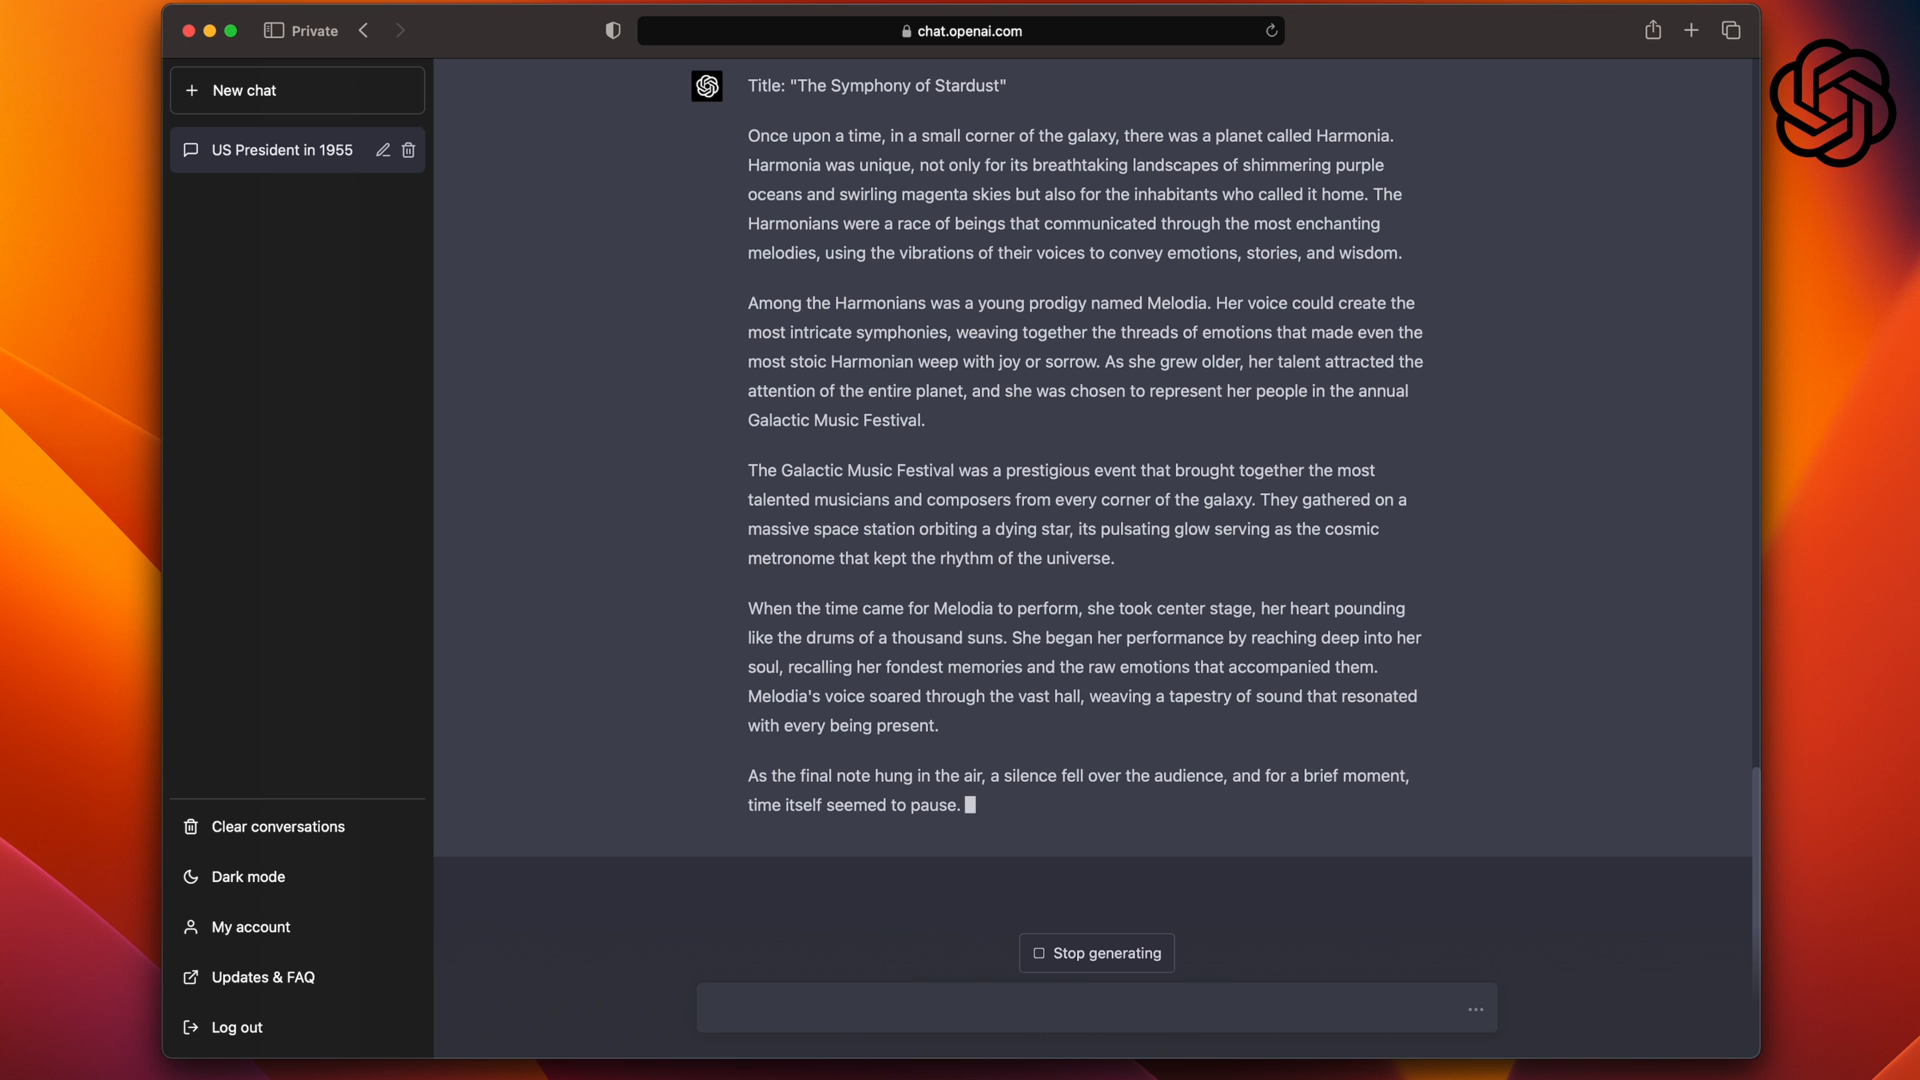 Private
chat.openai.com
New chat
US President in 1955
Title: "The Symphony of Stardust"
Once upon a time, in a small corner of the galaxy, there was a planet called Harmonia.
Harmonia was unique, not only for its breathtaking landscapes of shimmering purple
oceans and swirling magenta skies but also for the inhabitants who called it home. The
Harmonians were a race of beings that communicated through the most enchanting
melodies, using the vibrations of their voices to convey emotions, stories, and wisdom.
Among the Harmonians was a young prodigy named Melodia. Her voice could create the
most intricate symphonies, weaving together the threads of emotions that made even the
most stoic Harmonian weep with joy or sorrow. As she grew older, her talent attracted the
attention of the entire planet, and she was chosen to represent her people in the annual
Galactic Music Festival.
The Galactic Music Festival was a prestigious event that brought together the most
talented musicians and composers from every corner of the galaxy. They gathered on a
massive space station orbiting a dying star, its pulsating glow serving as the cosmic
metronome that kept the rhythm of the universe.
When the time came for Melodia to perform, she took center stage, her heart pounding
like the drums of a thousand suns. She began her performance by reaching deep into her
soul, recalling her fondest memories and the raw emotions that accompanied them.
Melodia's voice soared through the vast hall, weaving a tapestry of sound that resonated
with every being present.
As the final note hung in the air, a silence fell over the audience, and for a brief moment,
time itself seemed to pause.
Clear conversations
Dark mode
My account
Updates & FAQ
Log out
Stop generating